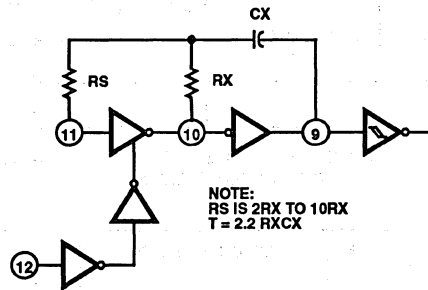 CX
RS
RX
11
10
9
NOTE:
RS IS 2RX TO 10RX
T = 2.2 RXCX
12